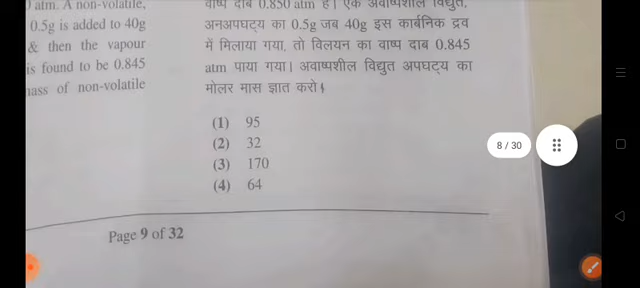 atm. A non-volatile,
0.5g is added to 40g
& then the vapour
is found to be 0.845
mass of non-volatile
वाष्प दाब 0.850 atm है। एक अवाष्पशील विद्युत,
अनअपघट्य का 0.5g जब 40g इस कार्बनिक द्रव
में मिलाया गया, तो विलयन का वाष्प दाब 0.845
atm पाया गया। अवाष्पशील विद्युत अपघट्य का
मोलर मास ज्ञात करो।
(1) 95
(2) 32
(3) 170
(4) 64
8 / 30
Page 9 of 32